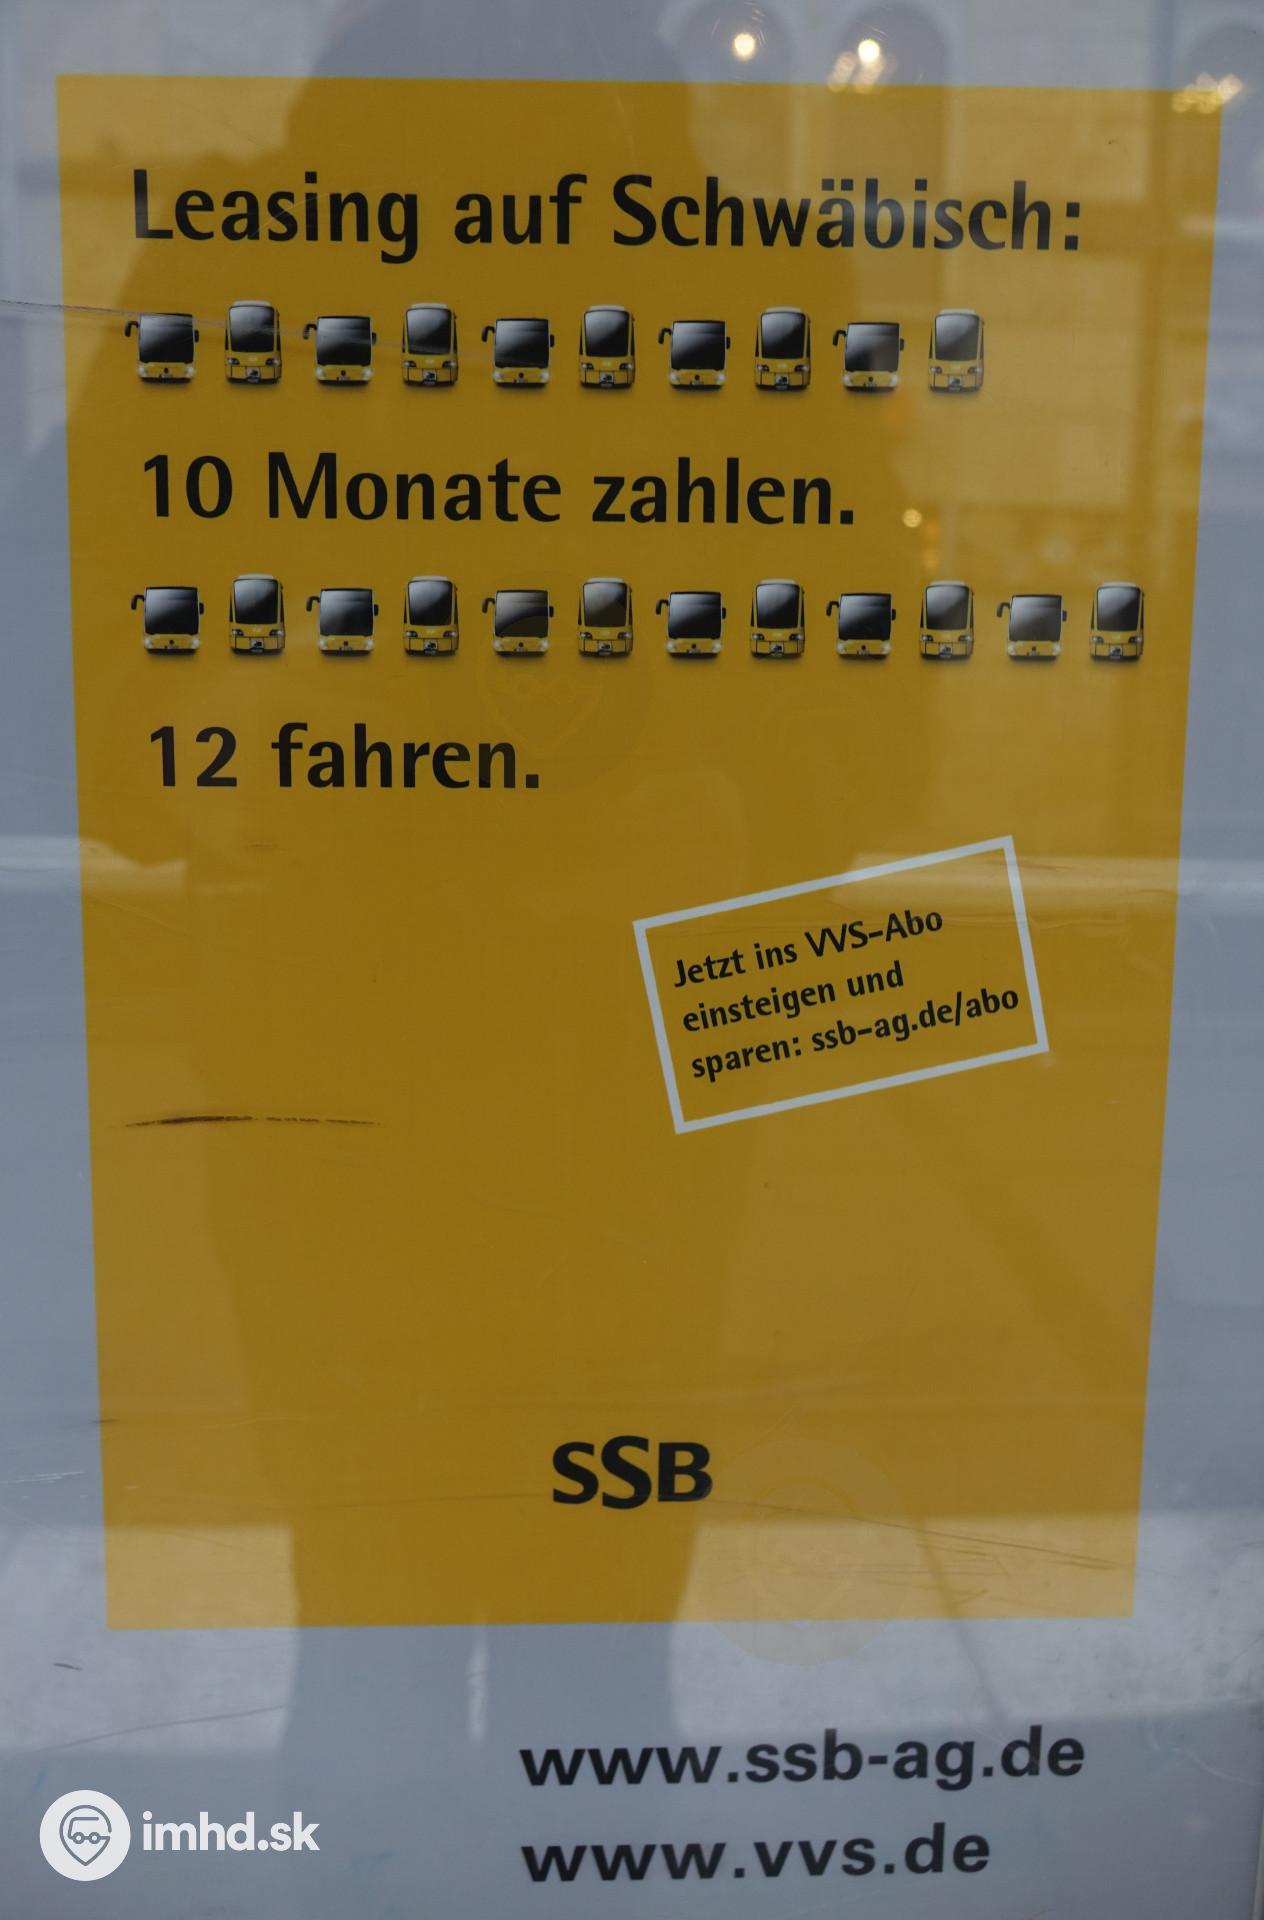 Leasing auf Schwäbisch:
10 Monate zahlen.
12 fahren.
Jetzt ins VVS-Abo
einsteigen und
sparen: ssb-ag.de/abo
SSB
www.ssb-ag.de
www.vvs.de
imhd.sk